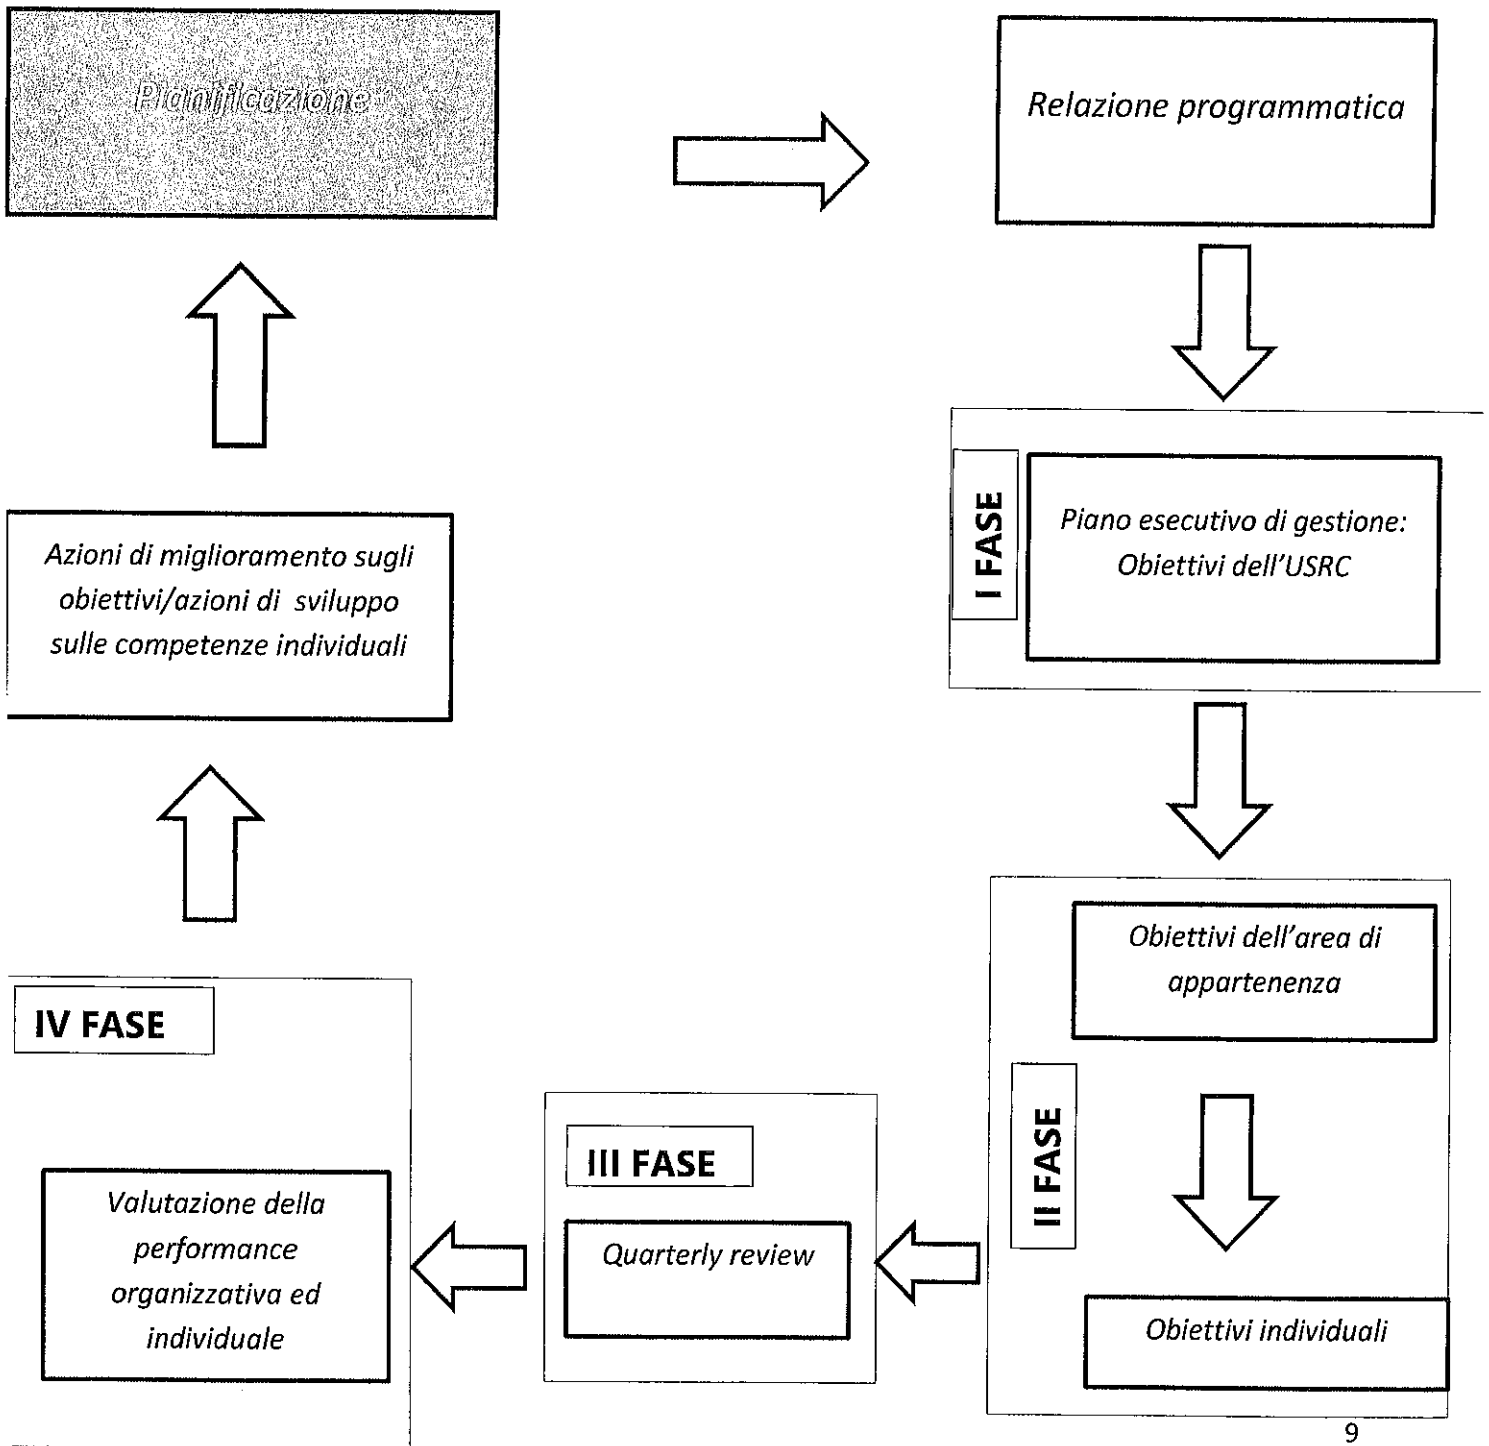 Pianificazione
Relazione programmatica
I FASE
Piano esecutivo di gestione:
Obiettivi dell'USRC
Azioni di miglioramento sugli
obiettivi/azioni di sviluppo
sulle competenze individuali
Obiettivi dell'area di
appartenenza
II FASE
Obiettivi individuali
III FASE
Quarterly review
IV FASE
Valutazione della
performance
organizzativa ed
individuale
9